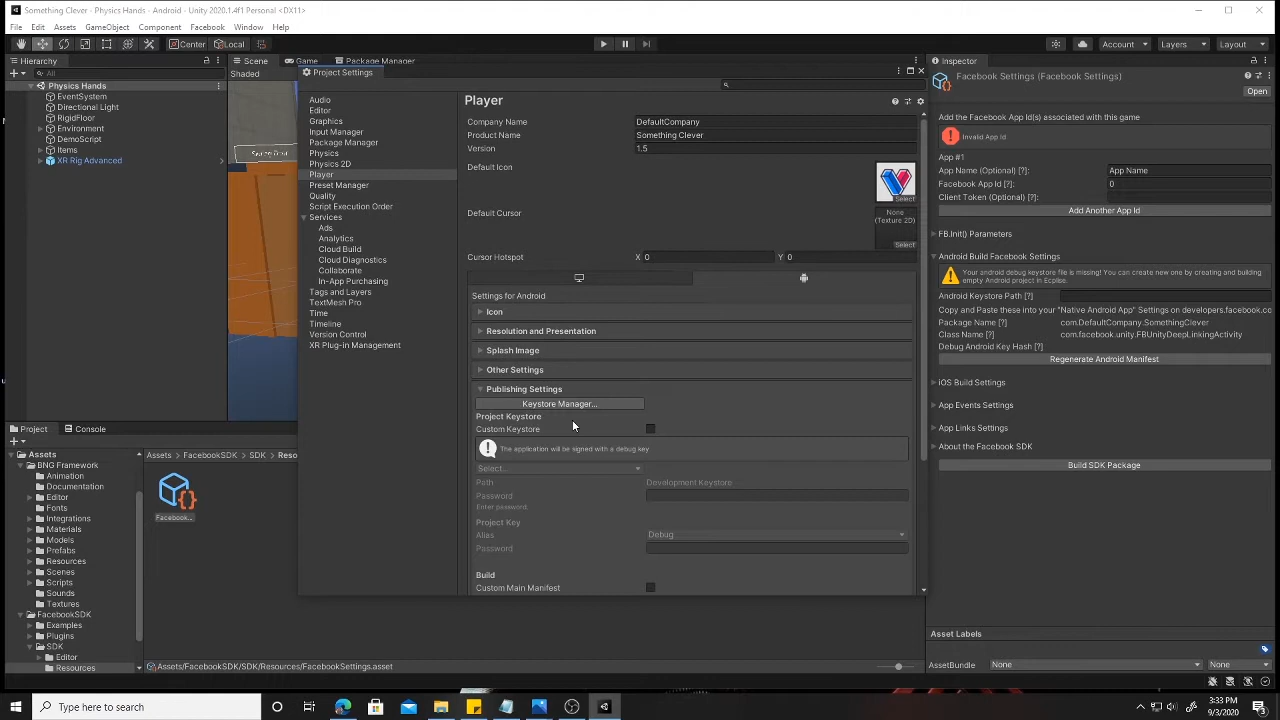 Something Clever - Physics Hands - Android - Unity 2020.1.4f1 Personal <DX11>
File Edit Assets GameObject Component Facebook Window Help
Center Local Account Layers Layout
Hierarchy Scene Game Package Manager Inspector
All Shaded
Project Settings
Physics Hands
EventSystem
Directional Light
RigidFloor
Environment
DemoScript
Items
XR Rig Advanced
Audio
Editor
Graphics
Input Manager
Package Manager
Physics
Physics 2D
Player
Preset Manager
Quality
Script Execution Order
Services
Ads
Analytics
Cloud Build
Cloud Diagnostics
Collaborate
In-App Purchasing
Tags and Layers
TextMesh Pro
Time
Timeline
Version Control
XR Plug-in Management
Player
Company Name DefaultCompany
Product Name Something Clever
Version 1.5
Default Icon
Select
Default Cursor
None
(Texture 2D)
Select
Cursor Hotspot X 0 Y 0
Settings for Android
Icon
Resolution and Presentation
Splash Image
Other Settings
Publishing Settings
Keystore Manager...
Project Keystore
Custom Keystore
The application will be signed with a debug key
Select...
Path Development Keystore
Password
Enter password.
Project Key
Alias Debug
Password
Build
Custom Main Manifest
Facebook Settings (Facebook Settings)
Open
Add the Facebook App Id(s) associated with this game
Invalid App Id
App #1
App Name (Optional) [?]: App Name
Facebook App Id [?]: 0
Client Token (Optional) [?]:
Add Another App Id
FB.Init() Parameters
Android Build Facebook Settings
Your android debug keystore file is missing! You can create new one by creating and building
empty Android project in Ecplise.
Android Keystore Path [?]
Copy and Paste these into your "Native Android App" Settings on developers.facebook.co
Package Name [?] com.DefaultCompany.SomethingClever
Class Name [?] com.facebook.unity.FBUnityDeepLinkingActivity
Debug Android Key Hash [?]
Regenerate Android Manifest
iOS Build Settings
App Events Settings
App Links Settings
About the Facebook SDK
Build SDK Package
Asset Labels
AssetBundle None None
Project Console
Assets
BNG Framework
Animation
Documentation
Editor
Fonts
Integrations
Materials
Models
Prefabs
Resources
Scenes
Scripts
Sounds
Textures
FacebookSDK
Examples
Plugins
SDK
Editor
Resources
Assets > FacebookSDK > SDK > Reso
Facebook...
Assets/FacebookSDK/SDK/Resources/FacebookSettings.asset
Type here to search
3:33 PM
9/3/2020